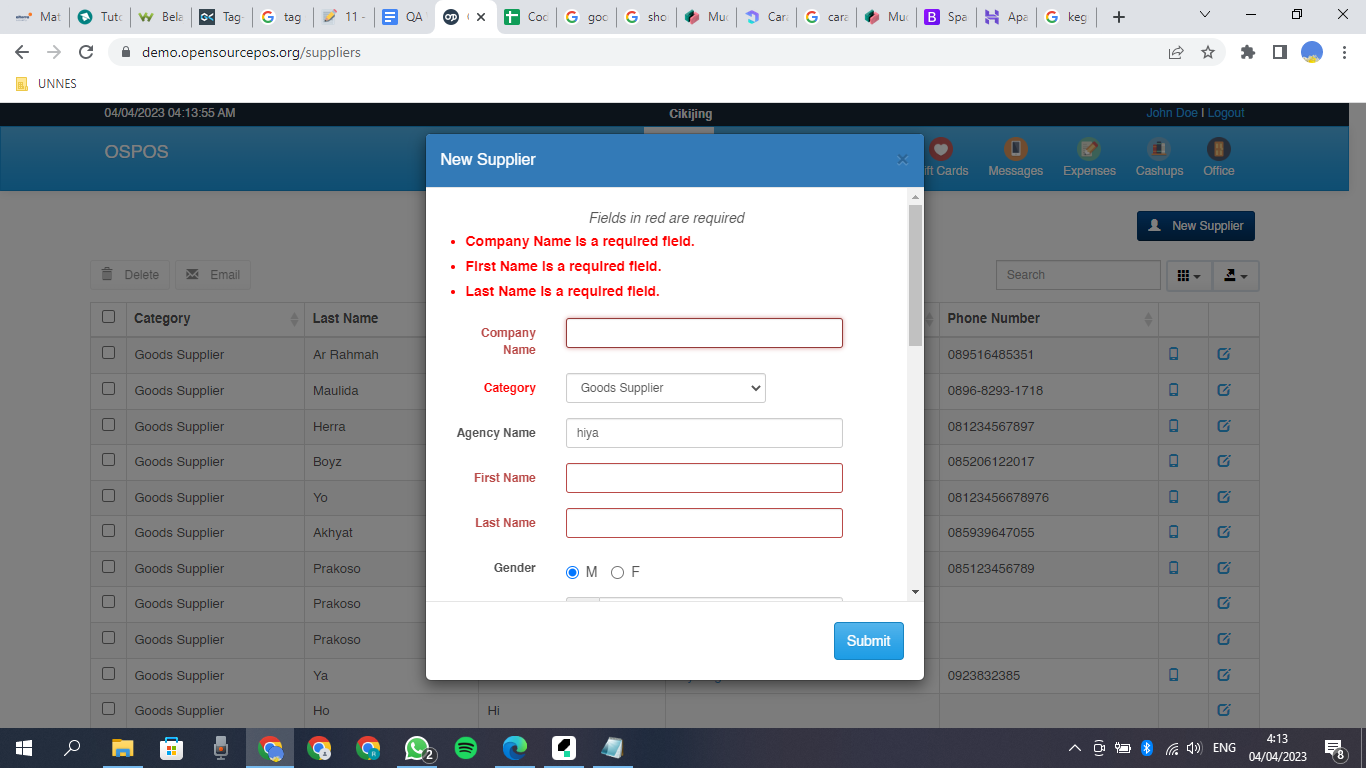 Mat
Tuto
Bela
Tag-
tag
11 -
QA
Cod
goo
sho
Muc
Car
cara
Muc
Spa
Apa
keg
demo.opensourcepos.org/suppliers
UNNES
04/04/2023 04:13:55 AM
Cikijing
John Doe | Logout
OSPOS
ift Cards
Messages
Expenses
Cashups
Office
New Supplier
×
New Supplier
Delete
Email
Search
Fields in red are required
• Company Name is a required field.
• First Name is a required field.
• Last Name is a required field.
Company Name
Category
Goods Supplier
Agency Name
hiya
First Name
Last Name
Gender
M
F
Submit
Category Last Name Phone Number
Goods Supplier Ar Rahmah 089516485351
Goods Supplier Maulida 0896-8293-1718
Goods Supplier Herra 081234567897
Goods Supplier Boyz 085206122017
Goods Supplier Yo 08123456678976
Goods Supplier Akhyat 085939647055
Goods Supplier Prakoso 085123456789
Goods Supplier Prakoso
Goods Supplier Prakoso
Goods Supplier Ya 0923832385
Goods Supplier Ho Hi
2
ENG
4:13
04/04/2023
8